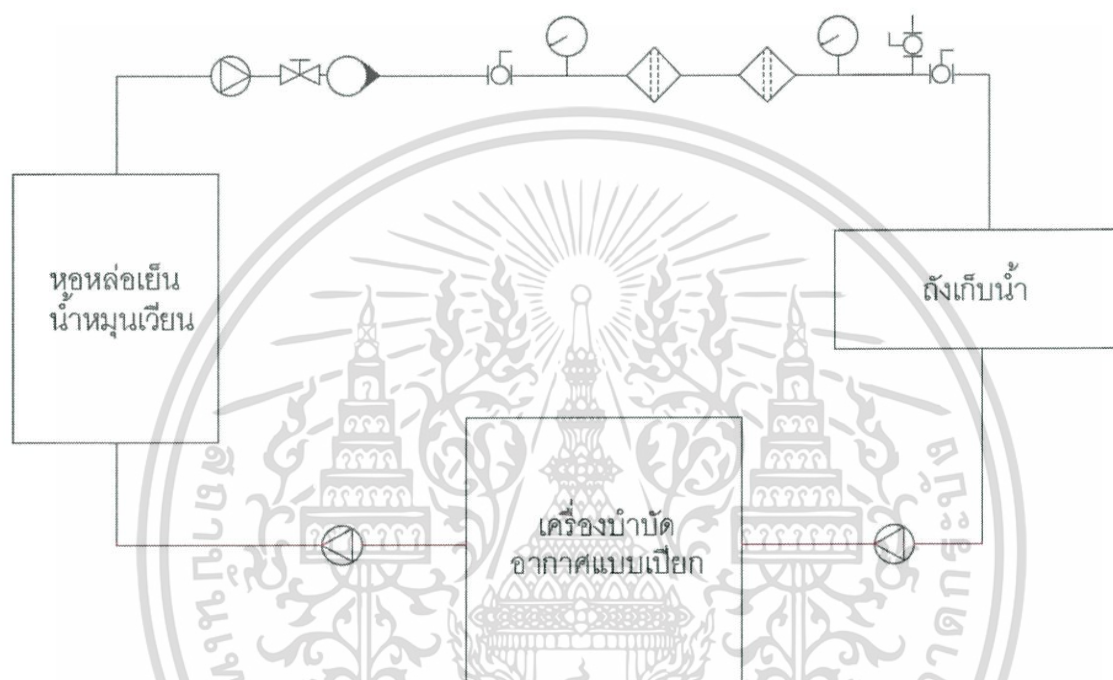 หอหล่อเย็น
น้ำหมุนเวียน
ถังเก็บน้ำ
เครื่องบำบัด
อากาศแบบเปียก